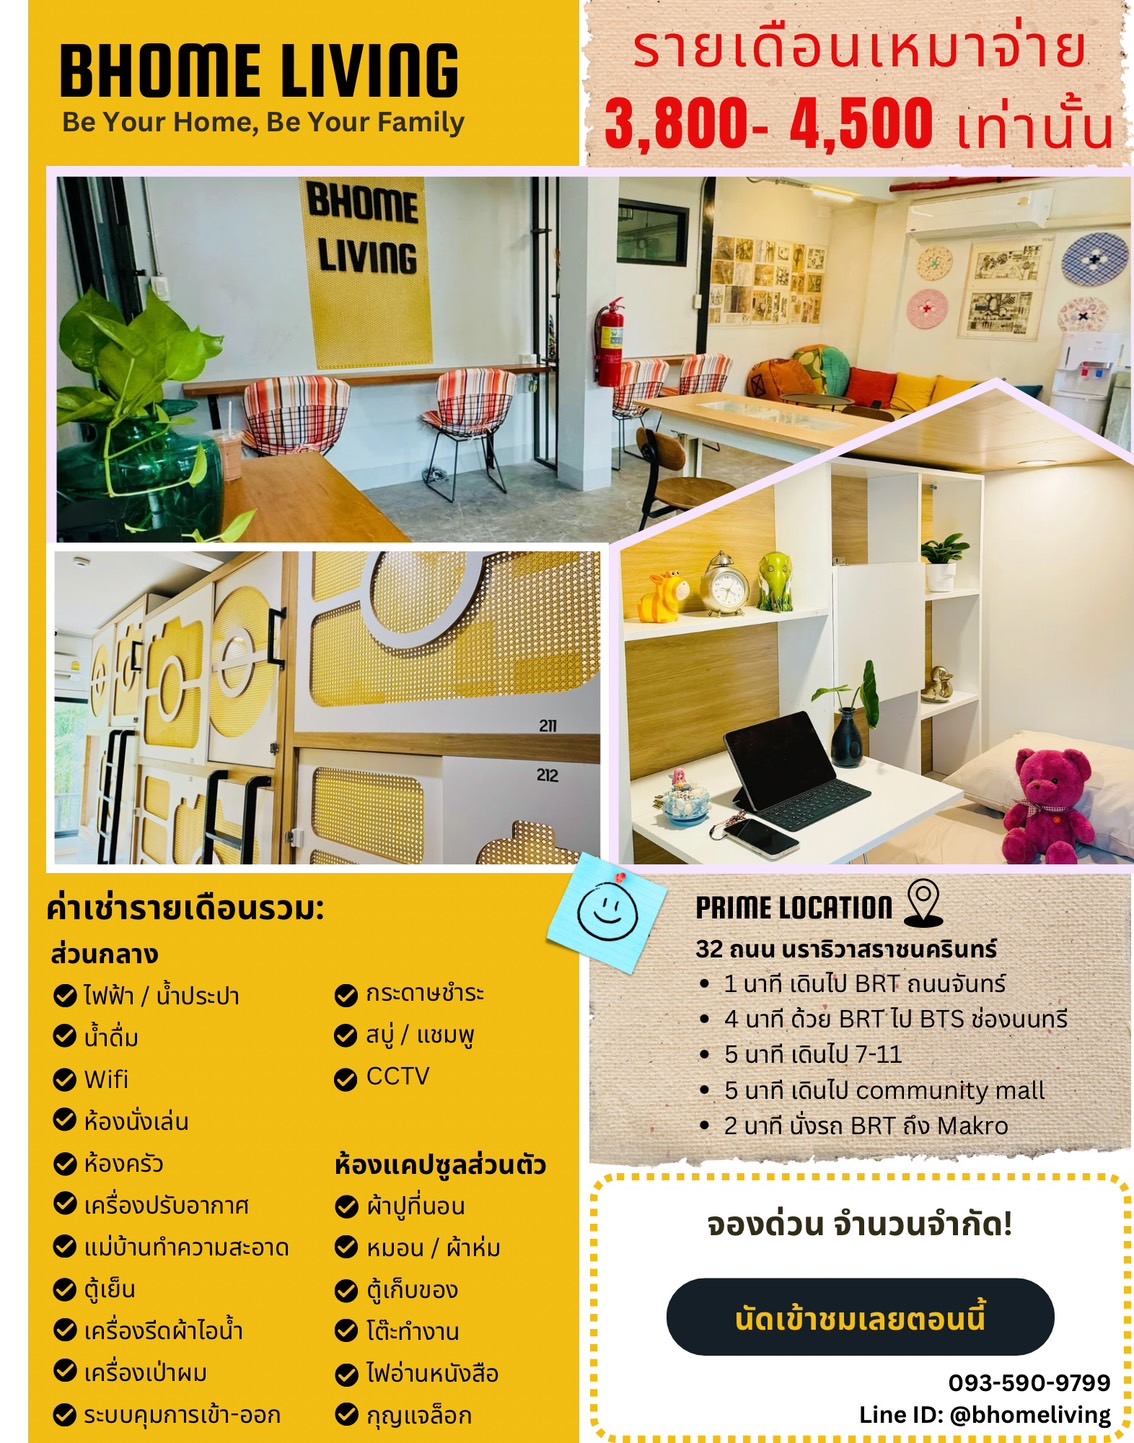 BHOME LIVING
Be Your Home, Be Your Family
รายเดือนเหมาจ่าย
3,800- 4,500 เท่านั้น
BHOME
LIVING
211
212
ค่าเช่ารายเดือนรวม:
ส่วนกลาง
ไฟฟ้า / น้ำประปา
น้ำดื่ม
Wifi
ห้องนั่งเล่น
ห้องครัว
เครื่องปรับอากาศ
แม่บ้านทำความสะอาด
ตู้เย็น
เครื่องรีดผ้าไอน้ำ
เครื่องเป่าผม
ระบบคุมการเข้า-ออก
กระดาษชำระ
สบู่ / แชมพู
CCTV
ห้องแคปซูลส่วนตัว
ผ้าปูที่นอน
หมอน / ผ้าห่ม
ตู้เก็บของ
โต๊ะทำงาน
ไฟอ่านหนังสือ
กุญแจล็อก
PRIME LOCATION
32 ถนน นราธิวาสราชนครินทร์
• 1 นาที เดินไป BRT ถนนจันทร์
• 4 นาที ด้วย BRT ไป BTS ช่องนนทรี
• 5 นาที เดินไป 7-11
• 5 นาที เดินไป community mall
• 2 นาที นั่งรถ BRT ถึง Makro
จองด่วน จำนวนจำกัด!
นัดเข้าชมเลยตอนนี้
093-590-9799
Line ID: @bhomeliving